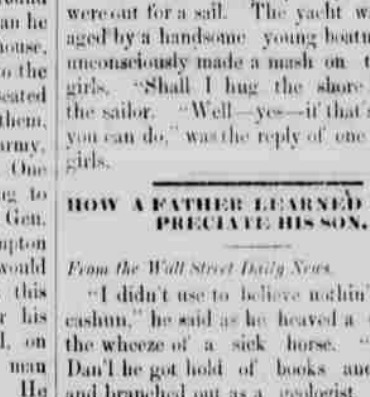 an he
house,
o the
seated
them,
army.
One
ng to
Gen.
mpton
would
this
r his
l, on
man
He
were out for a sail. The yacht w
aged by a handsome young boatm
unconsciously made a mash on t
girls. "Shall I hug the shore
the sailor. "Well—yes—if that's
you can do," was the reply of one
girls.
HOW A FATHER LEARNED
PRECIATE HIS SON.
From the Wall Street Daily News.
"I didn't use to believe nothin'
cashun," he said as he heaved a
the wheeze of a sick horse. "
Dan'l he got hold of books and
and branched out as a geologist